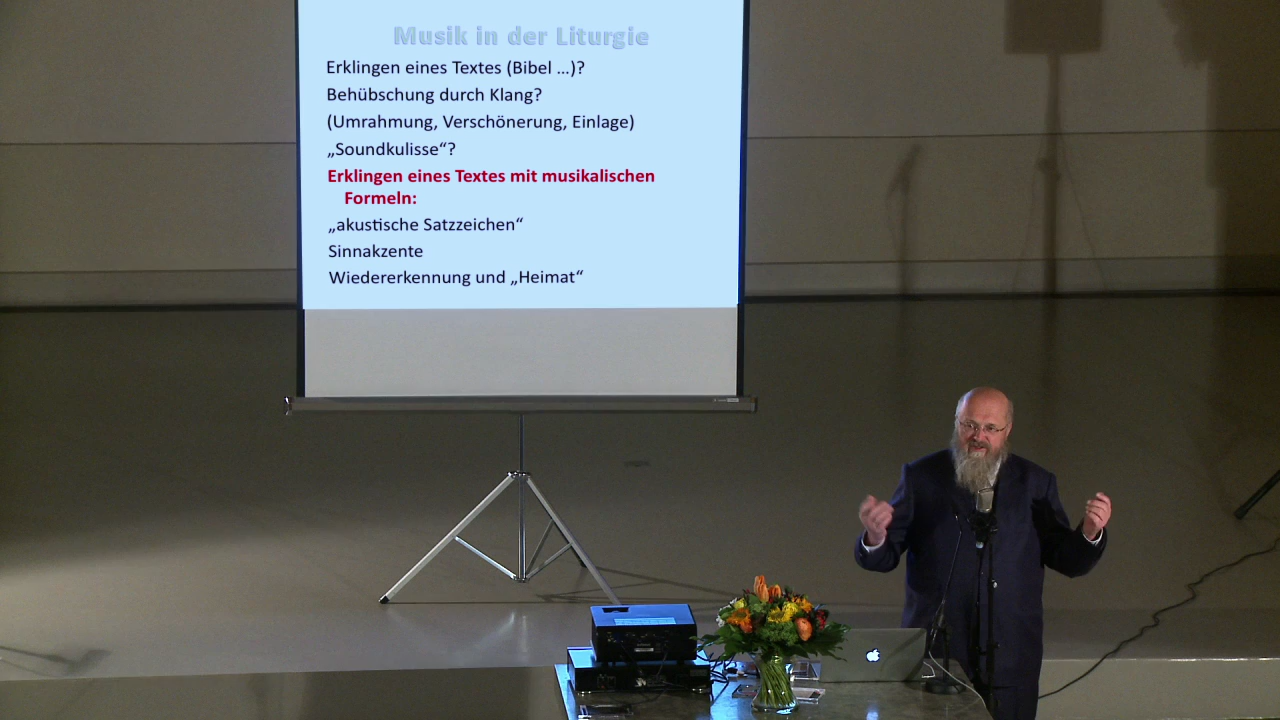 Musik in der Liturgie
Erklingen eines Textes (Bibel ...)?
Behübschung durch Klang?
(Umrahmung, Verschönerung, Einlage)
„Soundkulisse“?
Erklingen eines Textes mit musikalischen
Formeln:
„akustische Satzzeichen“
Sinnakzente
Wiedererkennung und „Heimat“